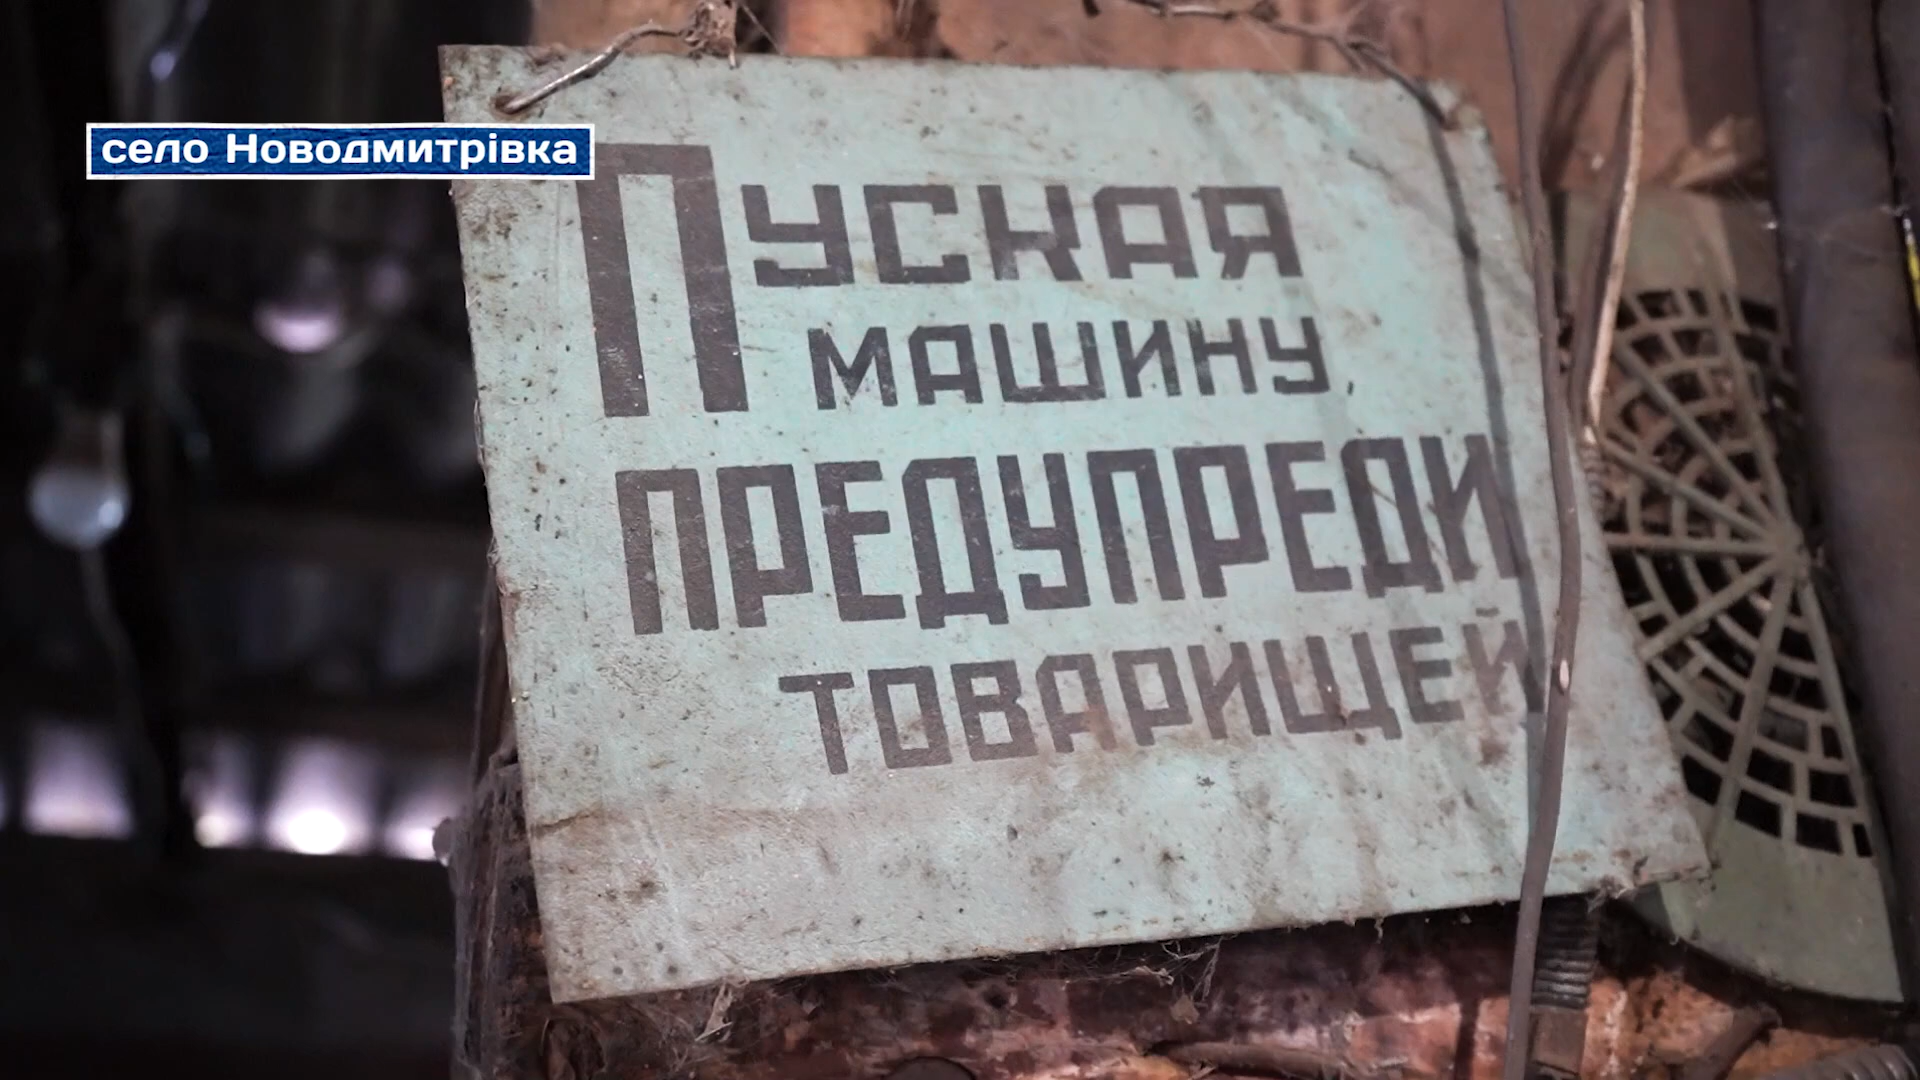 село Новодмитрівка
Пуская
машину
предупреди
товарищей